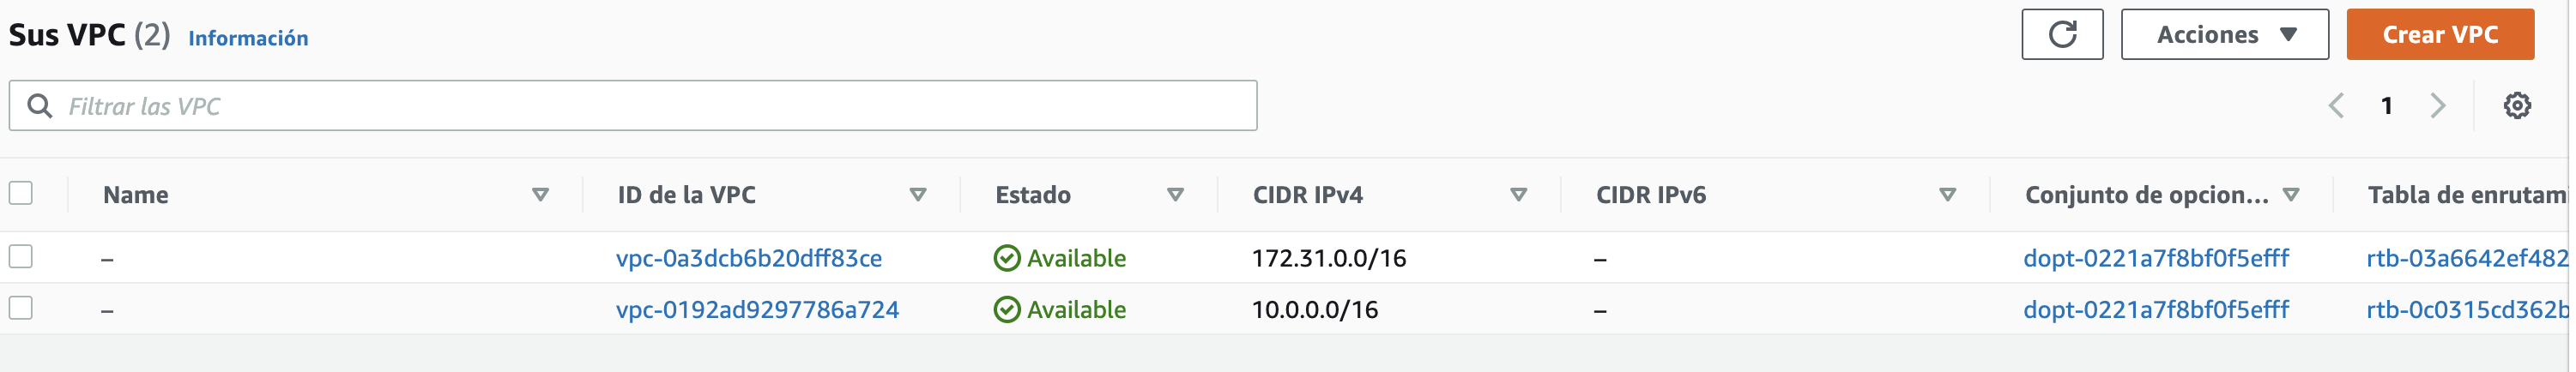 Sus VPC (2) Información
Acciones
Crear VPC
Filtrar las VPC
1
Name ID de la VPC Estado CIDR IPv4 CIDR IPv6 Conjunto de opcion... Tabla de enrutami
– vpc-0a3dcb6b20dff83ce Available 172.31.0.0/16 – dopt-0221a7f8bf0f5efff rtb-03a6642ef482
– vpc-0192ad9297786a724 Available 10.0.0.0/16 – dopt-0221a7f8bf0f5efff rtb-0c0315cd362b